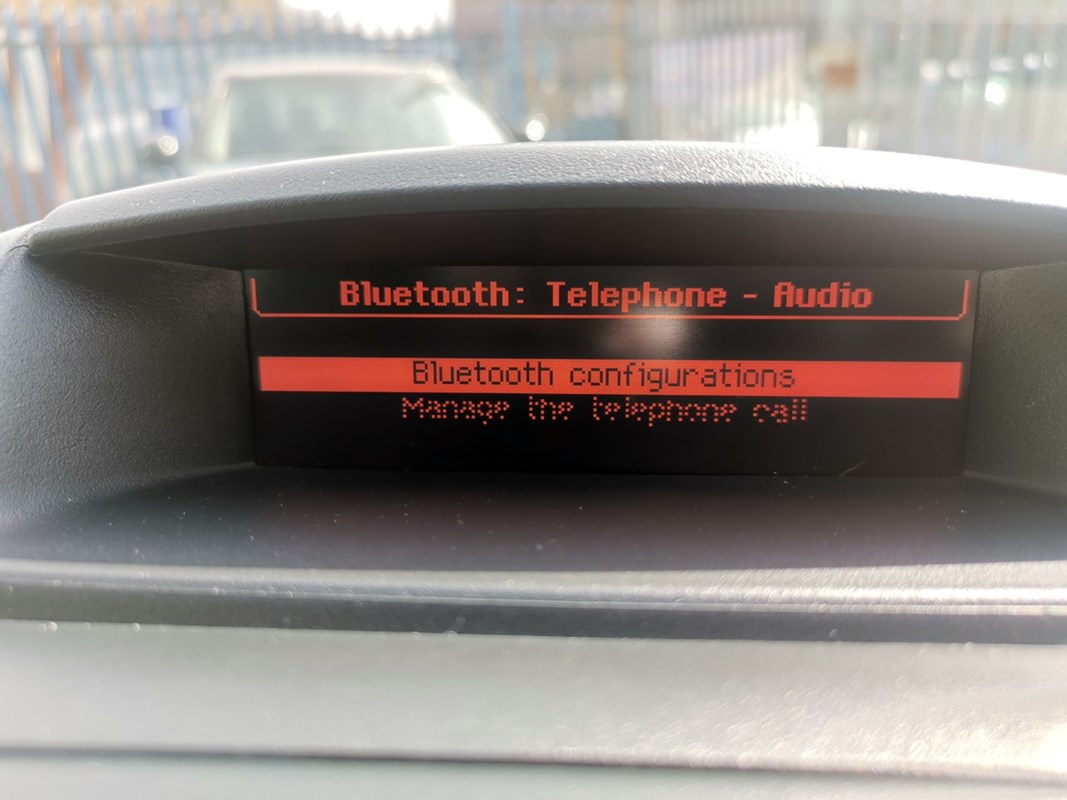 Bluetooth: Telephone - Audio
Bluetooth configurations
Manage the telephone call